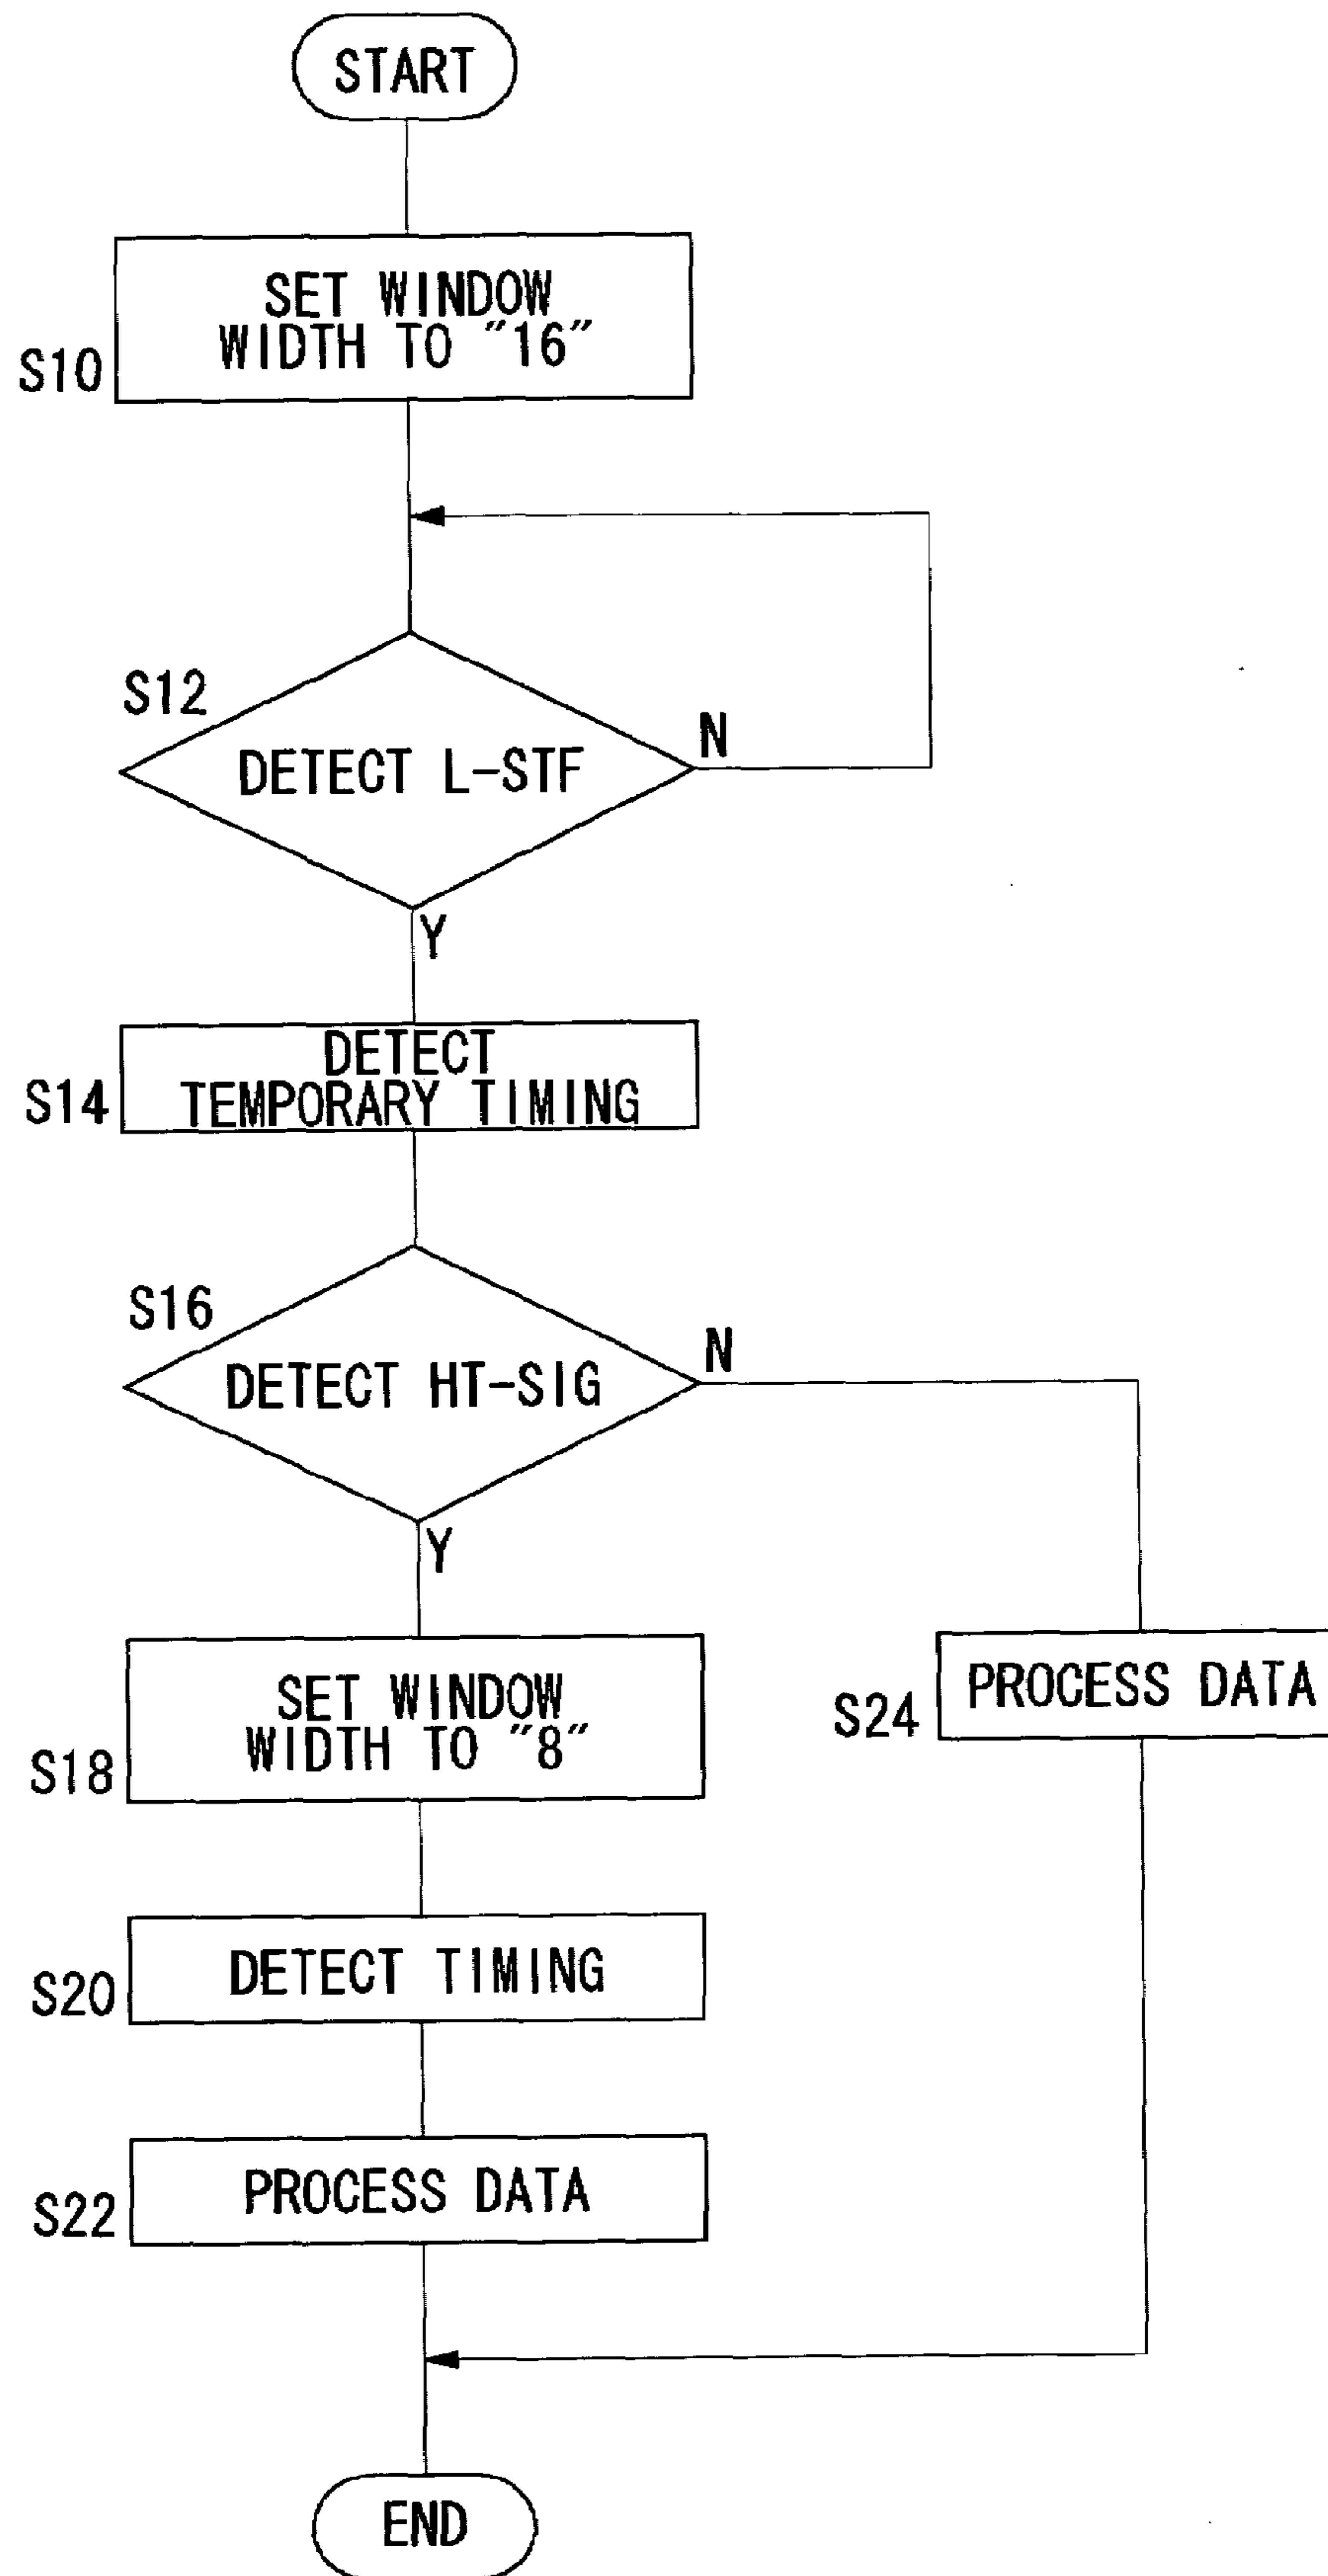 START
SET WINDOW
WIDTH TO "16"
S10
S12
DETECT L-STF
N
Y
DETECT
TEMPORARY TIMING
S14
S16
DETECT HT-SIG
N
Y
SET WINDOW
WIDTH TO "8"
S18
PROCESS DATA
S24
DETECT TIMING
S20
PROCESS DATA
S22
END